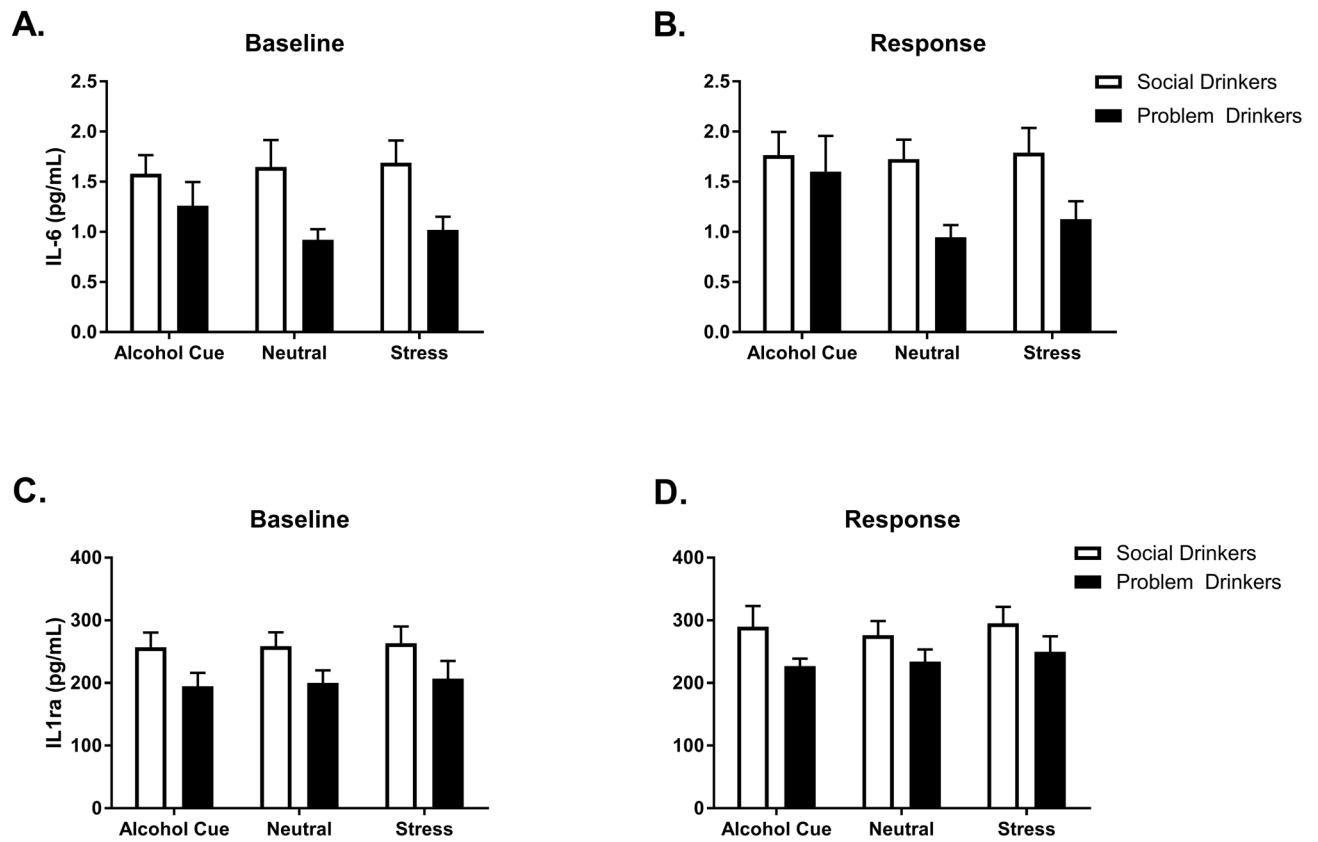 A.
Baseline
IL-6 (pg/mL)
2.5
2.0
1.5
1.0
0.5
0.0
Alcohol Cue Neutral Stress
B.
Response
2.5
2.0
1.5
1.0
0.5
0.0
Alcohol Cue Neutral Stress
Social Drinkers
Problem Drinkers
C.
Baseline
IL1ra (pg/mL)
400
300
200
100
0
Alcohol Cue Neutral Stress
D.
Response
400
300
200
100
0
Alcohol Cue Neutral Stress
Social Drinkers
Problem Drinkers